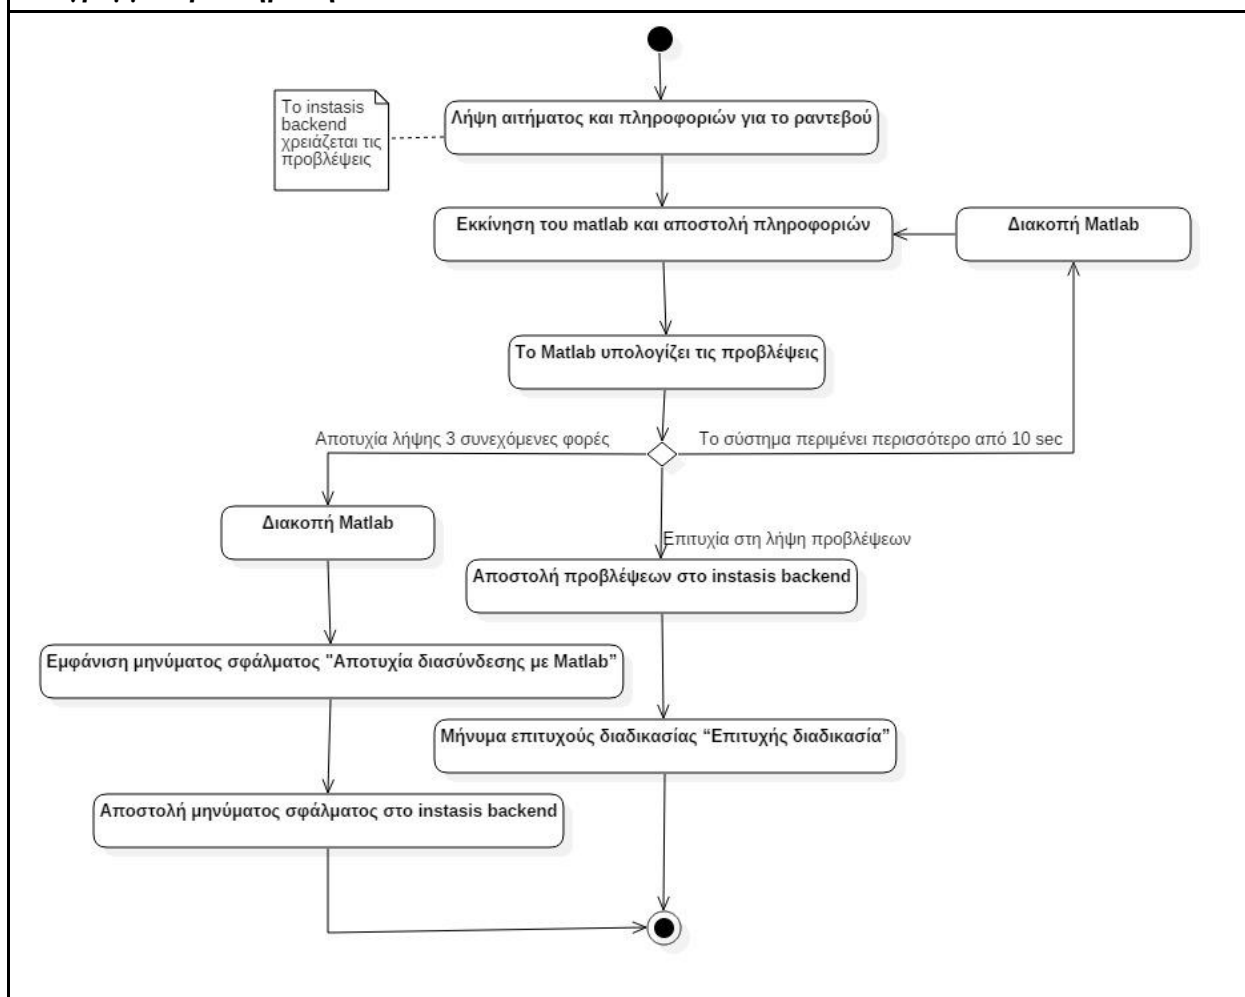 Το instasis
backend
χρειάζεται τις
προβλέψεις
Λήψη αιτήματος και πληροφοριών για το ραντεβού
Εκκίνηση του matlab και αποστολή πληροφοριών
Διακοπή Matlab
Το Matlab υπολογίζει τις προβλέψεις
Αποτυχία λήψης 3 συνεχόμενες φορές
Το σύστημα περιμένει περισσότερο από 10 sec
Διακοπή Matlab
Επιτυχία στη λήψη προβλέψεων
Αποστολή προβλέψεων στο instasis backend
Εμφάνιση μηνύματος σφάλματος "Αποτυχία διασύνδεσης με Matlab”
Μήνυμα επιτυχούς διαδικασίας “Επιτυχής διαδικασία”
Αποστολή μηνύματος σφάλματος στο instasis backend